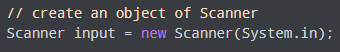 // create an object of Scanner
Scanner input = new Scanner(System.in);